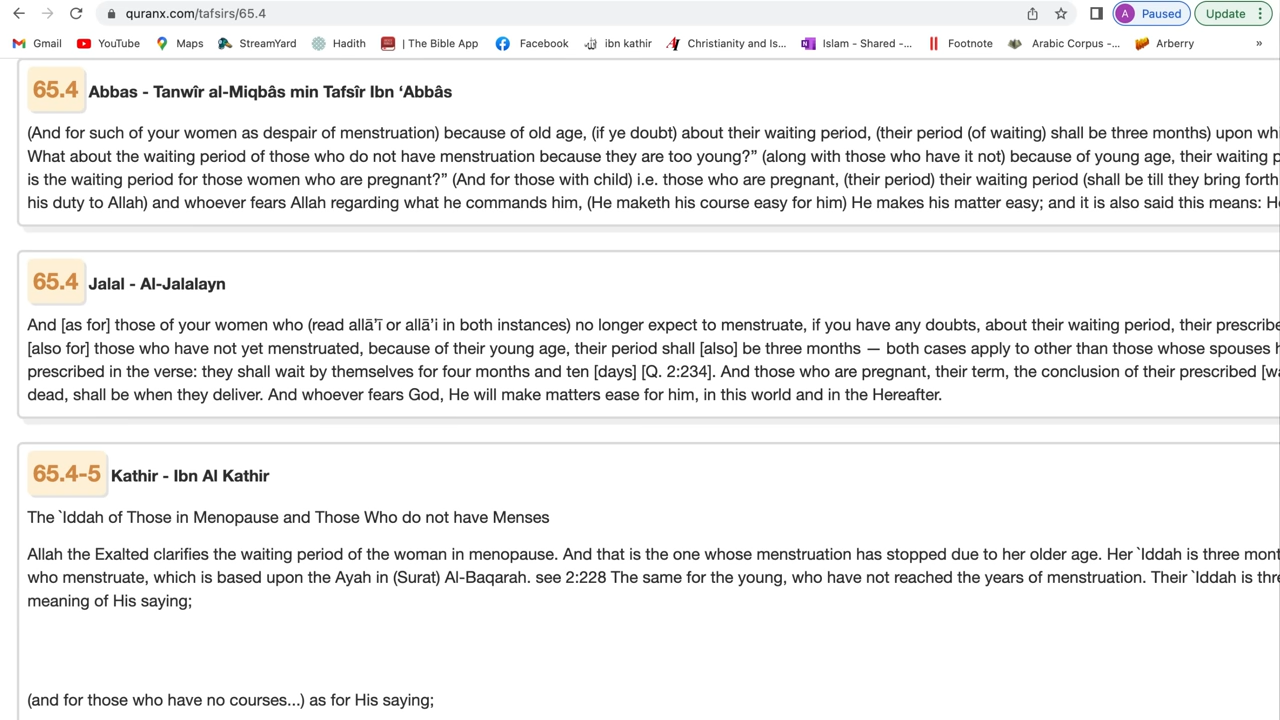 quranx.com/tafsirs/65.4
A Paused
Update
Gmail
YouTube
Maps
StreamYard
Hadith
| The Bible App
Facebook
ibn kathir
Christianity and Is...
Islam - Shared -...
Footnote
Arabic Corpus -...
Arberry
»
65.4 Abbas - Tanwîr al-Miqbâs min Tafsîr Ibn ‘Abbâs
(And for such of your women as despair of menstruation) because of old age, (if ye doubt) about their waiting period, (their period (of waiting) shall be three months) upon
What about the waiting period of those who do not have menstruation because they are too young?” (along with those who have it not) because of young age, their waiting
is the waiting period for those women who are pregnant?” (And for those with child) i.e. those who are pregnant, (their period) their waiting period (shall be till they bring forth
his duty to Allah) and whoever fears Allah regarding what he commands him, (He maketh his course easy for him) He makes his matter easy; and it is also said this means:
65.4 Jalal - Al-Jalalayn
And [as for] those of your women who (read allā’ī or allā’i in both instances) no longer expect to menstruate, if you have any doubts, about their waiting period, their prescribe
[also for] those who have not yet menstruated, because of their young age, their period shall [also] be three months — both cases apply to other than those whose spouses
prescribed in the verse: they shall wait by themselves for four months and ten [days] [Q. 2:234]. And those who are pregnant, their term, the conclusion of their prescribed
dead, shall be when they deliver. And whoever fears God, He will make matters ease for him, in this world and in the Hereafter.
65.4-5 Kathir - Ibn Al Kathir
The `Iddah of Those in Menopause and Those Who do not have Menses
Allah the Exalted clarifies the waiting period of the woman in menopause. And that is the one whose menstruation has stopped due to her older age. Her `Iddah is three mont
who menstruate, which is based upon the Ayah in (Surat) Al-Baqarah. see 2:228 The same for the young, who have not reached the years of menstruation. Their `Iddah is thre
meaning of His saying;
(and for those who have no courses...) as for His saying;